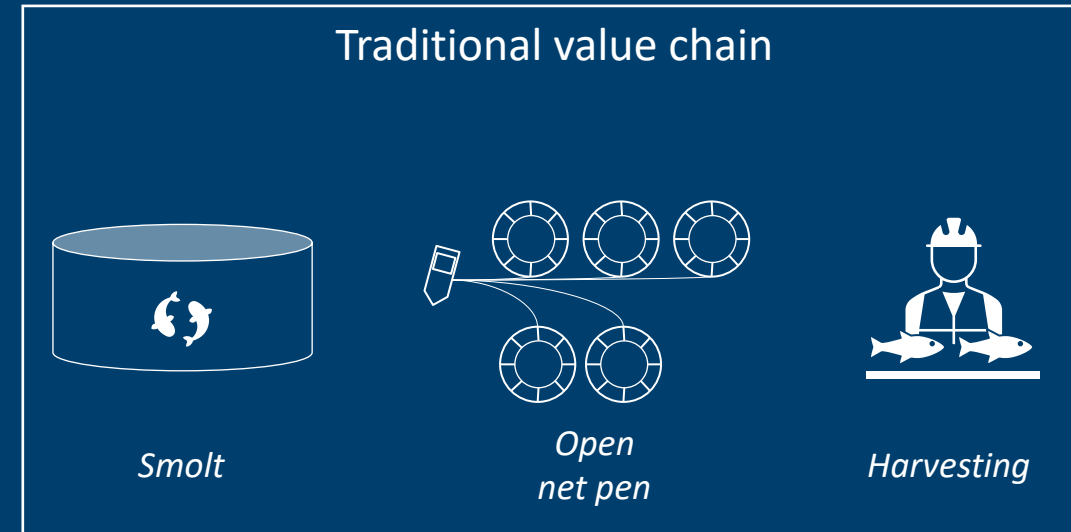 Traditional value chain
Smolt
Open
net pen
Harvesting